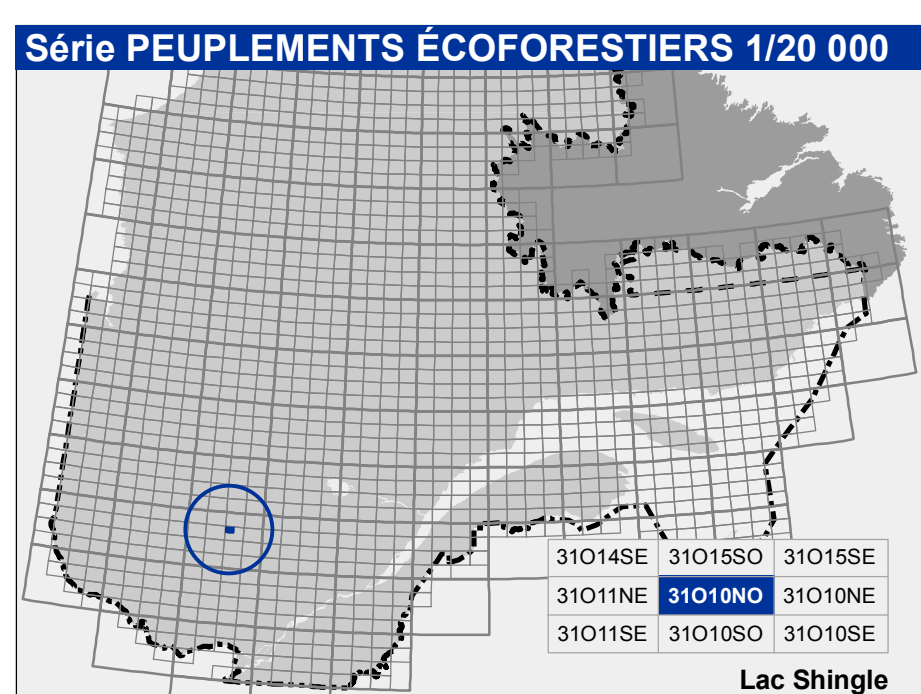 Série PEUPLEMENTS ÉCOFORESTIERS 1/20 000
31O14SE 31O15SO 31O15SE
31O11NE 31O10NO 31O10NE
31O11SE 31O10SO 31O10SE
Lac Shingle